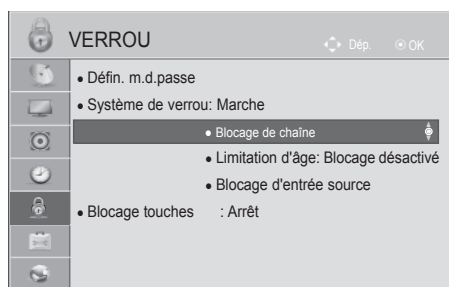 VERROU
Dép. OK
• Défin. m.d.passe
• Système de verrou: Marche
• Blocage de chaîne
• Limitation d'âge: Blocage désactivé
• Blocage d'entrée source
• Blocage touches : Arrêt